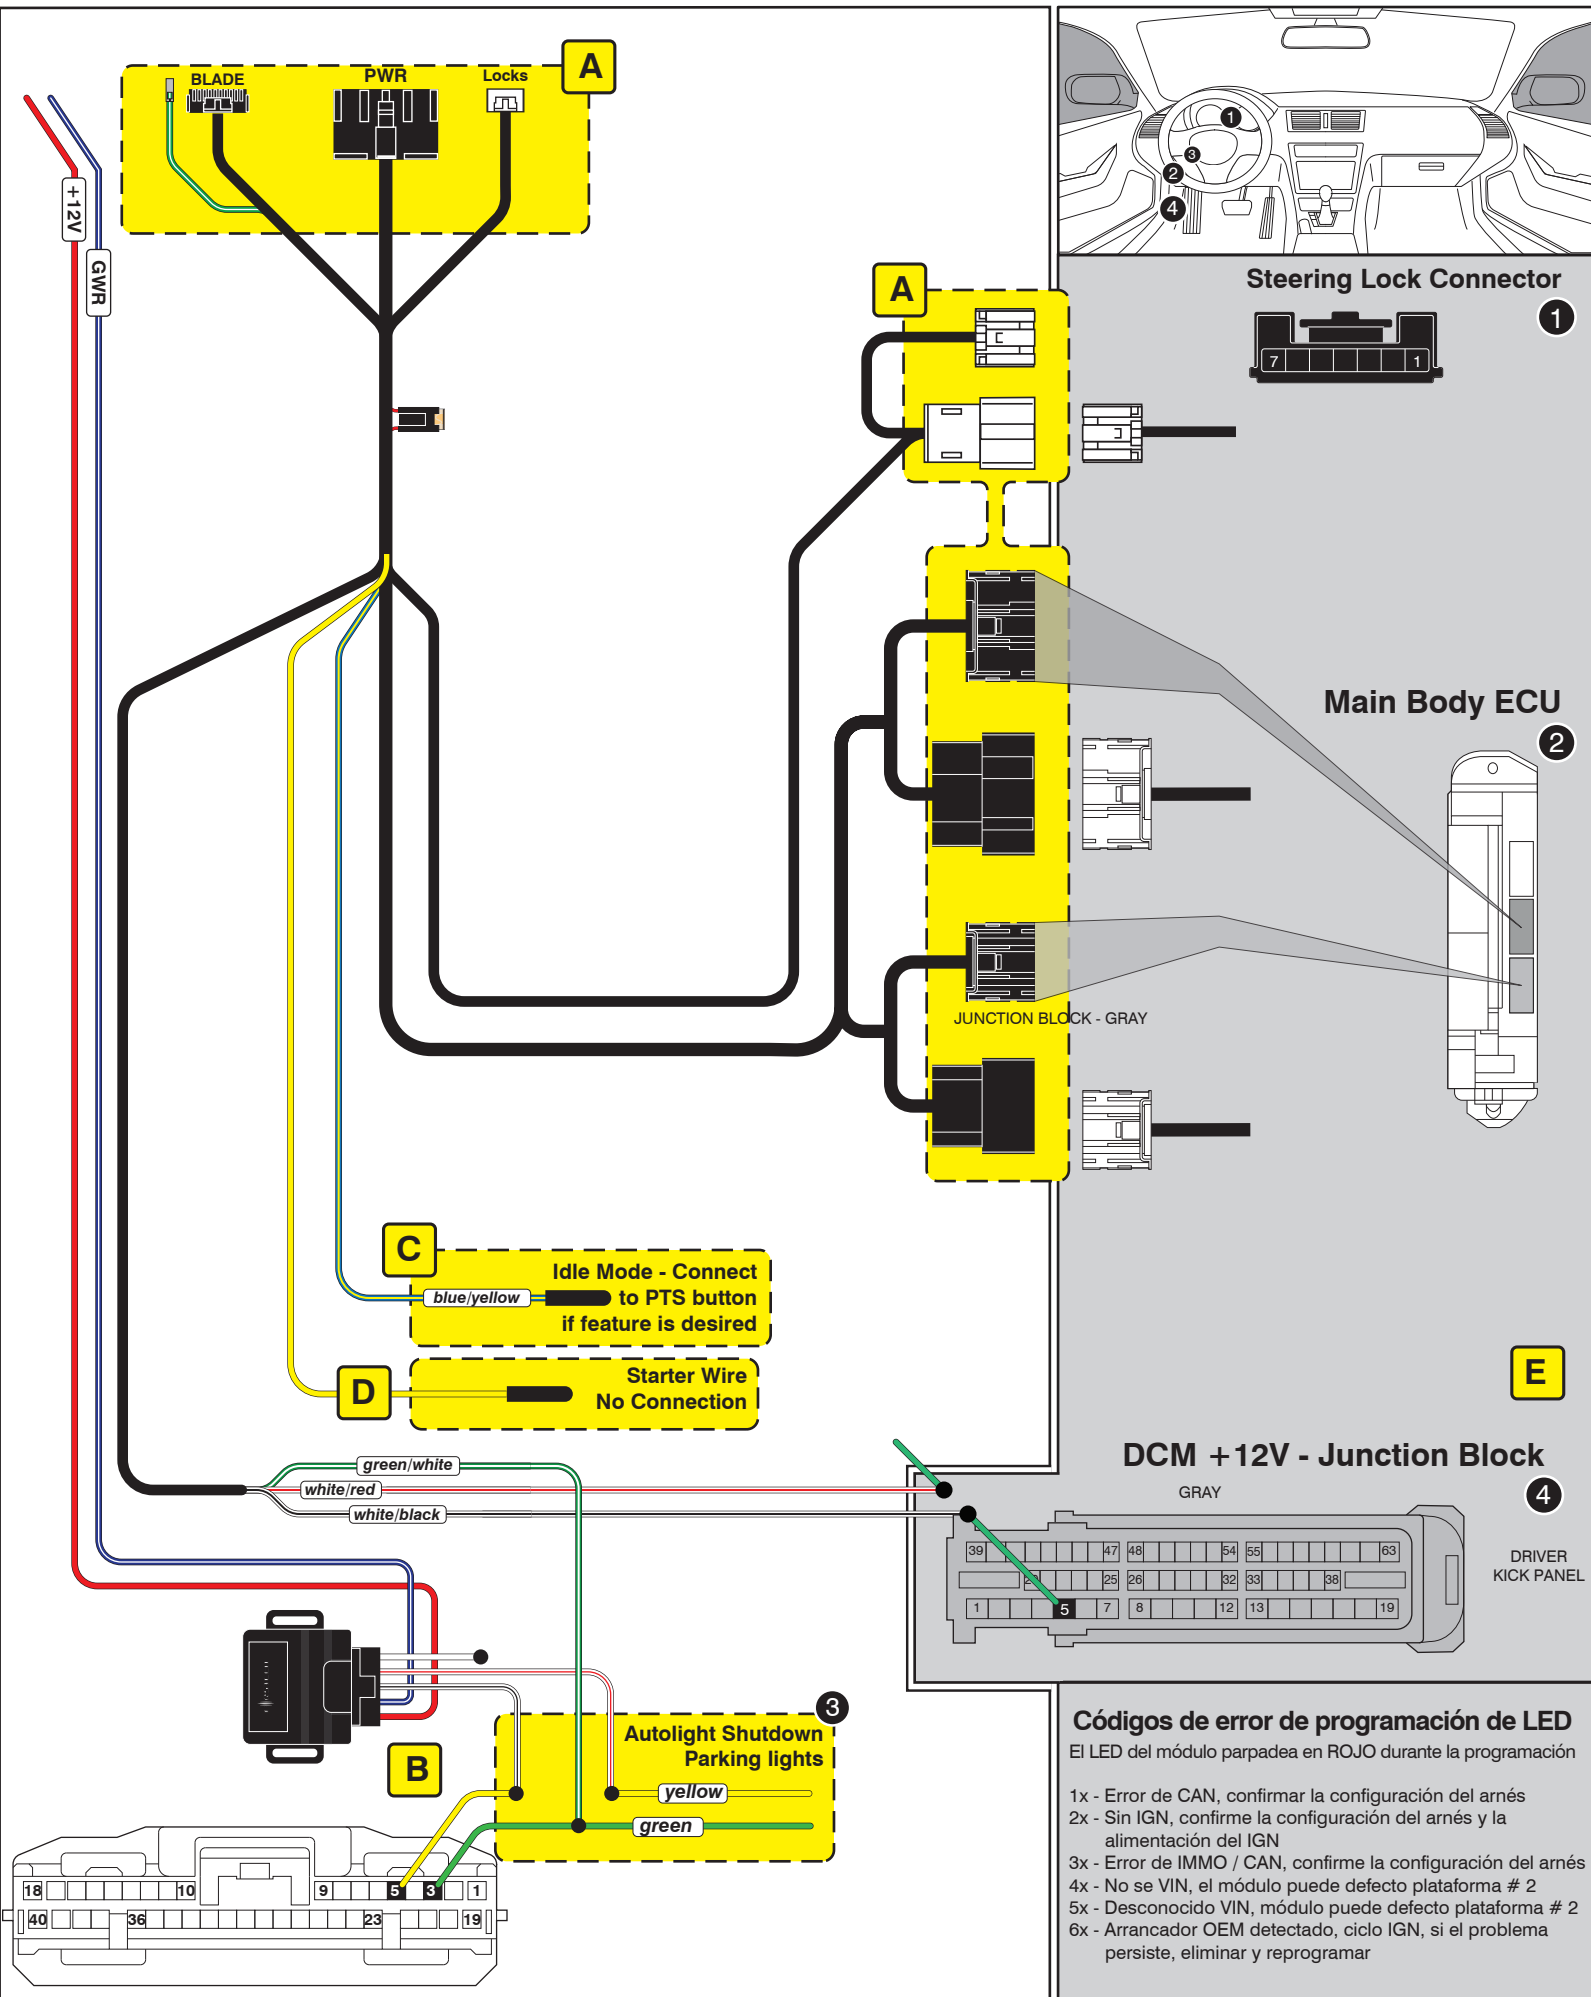 BLADE
PWR
Locks
A
+12V
GWR
1
3
2
4
A
Steering Lock Connector
1
7 1
Main Body ECU
2
JUNCTION BLOCK - GRAY
C
Idle Mode - Connect
blue/yellow to PTS button
if feature is desired
D
Starter Wire
No Connection
E
green/white
white/red
white/black
DCM +12V - Junction Block
GRAY
4
39 47 48 54 55 63
25 26 32 33 38
1 5 7 8 12 13 19
DRIVER
KICK PANEL
3
Autolight Shutdown
Parking lights
B
yellow
green
18 10 9 5 3 1
40 36 23 19
Códigos de error de programación de LED
El LED del módulo parpadea en ROJO durante la programación
1x - Error de CAN, confirmar la configuración del arnés
2x - Sin IGN, confirme la configuración del arnés y la
alimentación del IGN
3x - Error de IMMO / CAN, confirme la configuración del arnés
4x - No se VIN, el módulo puede defecto plataforma # 2
5x - Desconocido VIN, módulo puede defecto plataforma # 2
6x - Arrancador OEM detectado, ciclo IGN, si el problema
persiste, eliminar y reprogramar